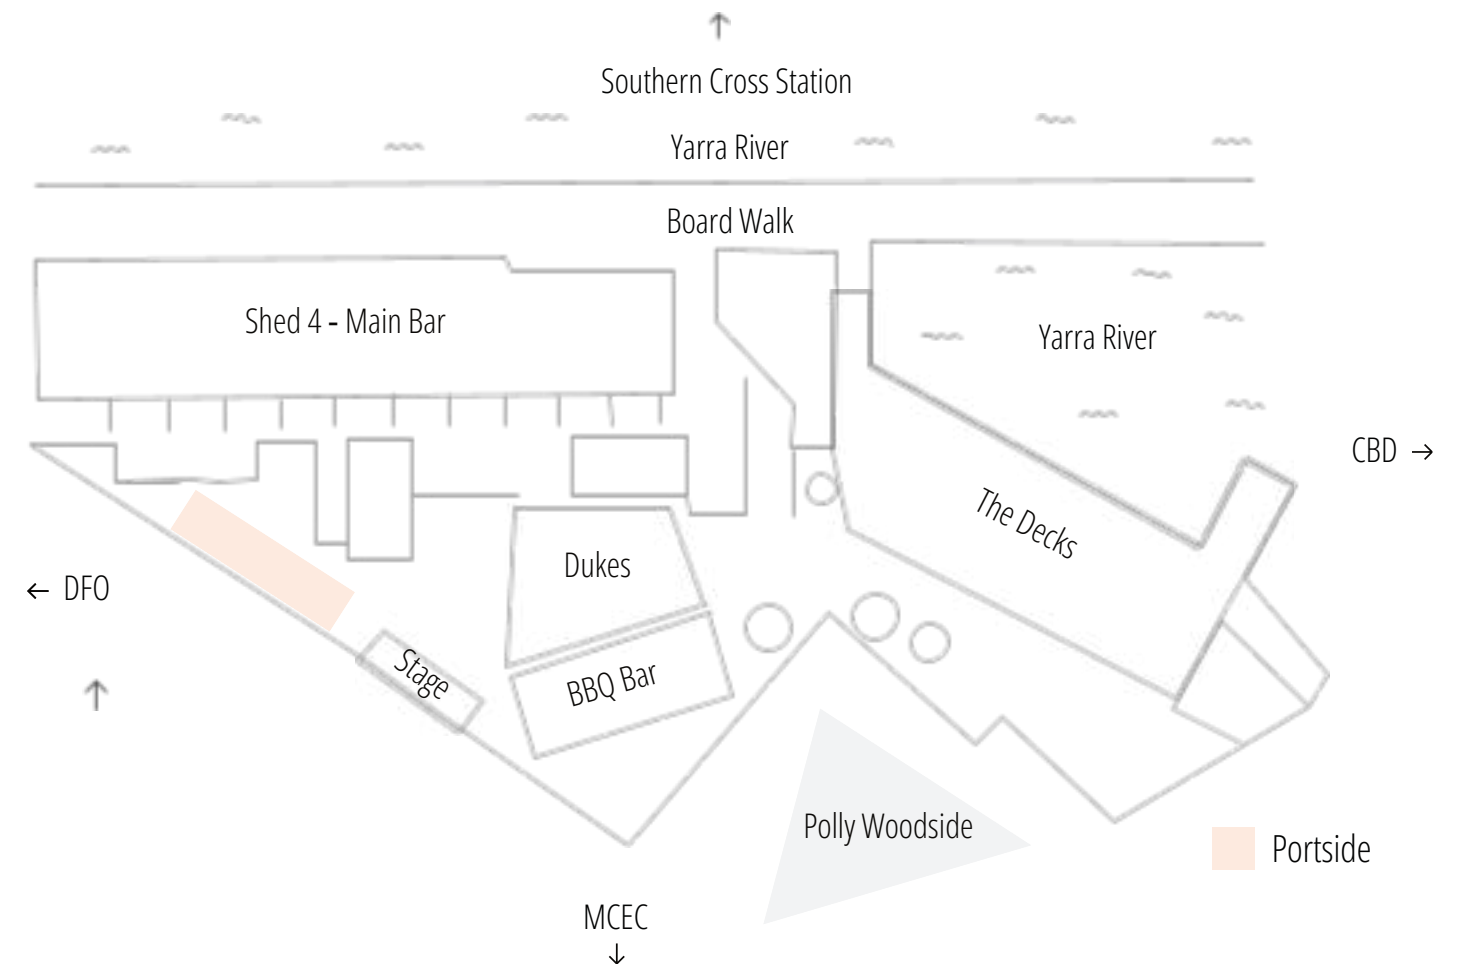 ↑
Southern Cross Station
Yarra River
Board Walk
Shed 4 - Main Bar
Yarra River
CBD →
The Decks
Dukes
← DFO
Stage
BBQ Bar
↑
Polly Woodside
Portside
MCEC
↓